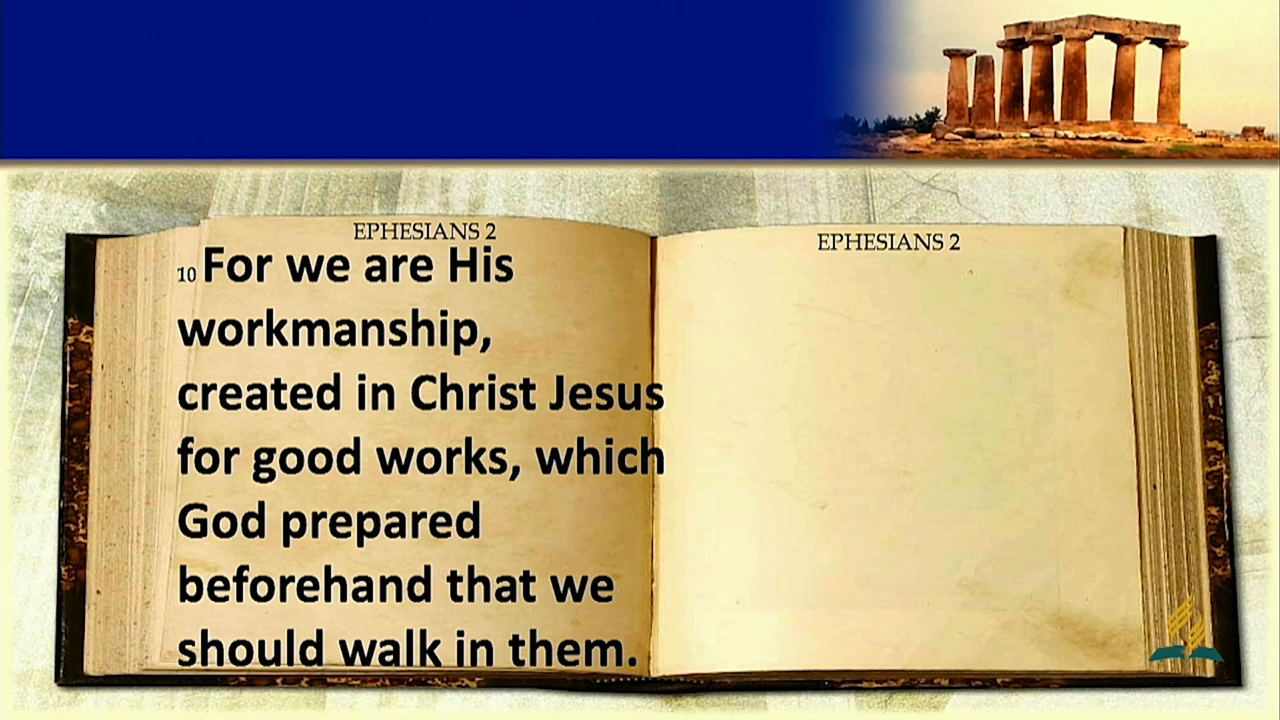 EPHESIANS 2
10 For we are His
workmanship,
created in Christ Jesus
for good works, which
God prepared
beforehand that we
should walk in them.
EPHESIANS 2